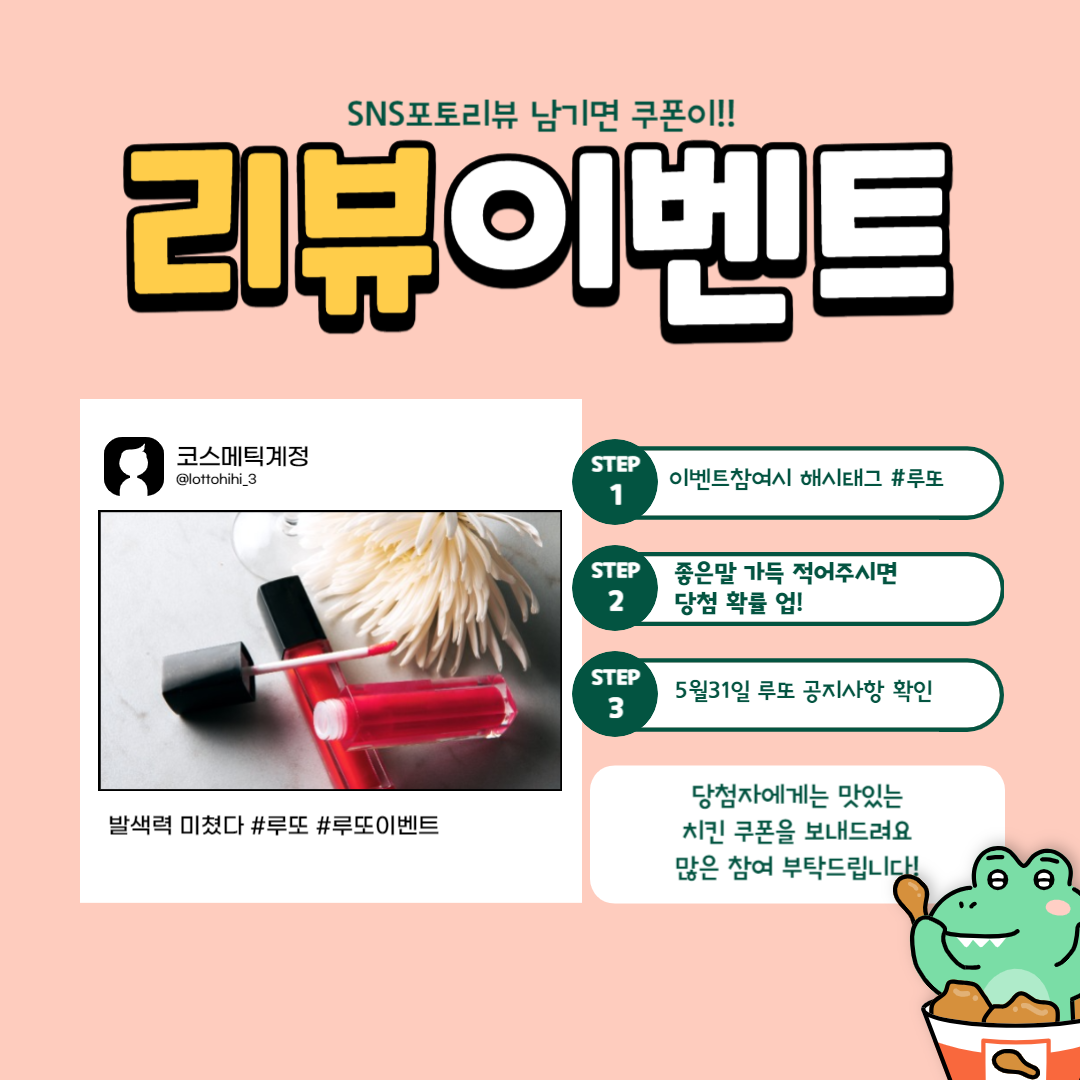 SNS포토리뷰 남기면 쿠폰이!!
리뷰이벤트
코스메틱계정
@lottohihi_3
발색력 미쳤다 #루또 #루또이벤트
STEP
1
이벤트참여시 해시태그 #루또
STEP
2
좋은말 가득 적어주시면
당첨 확률 업!
STEP
3
5월31일 루또 공지사항 확인
당첨자에게는 맛있는
치킨 쿠폰을 보내드려요
많은 참여 부탁드립니다!